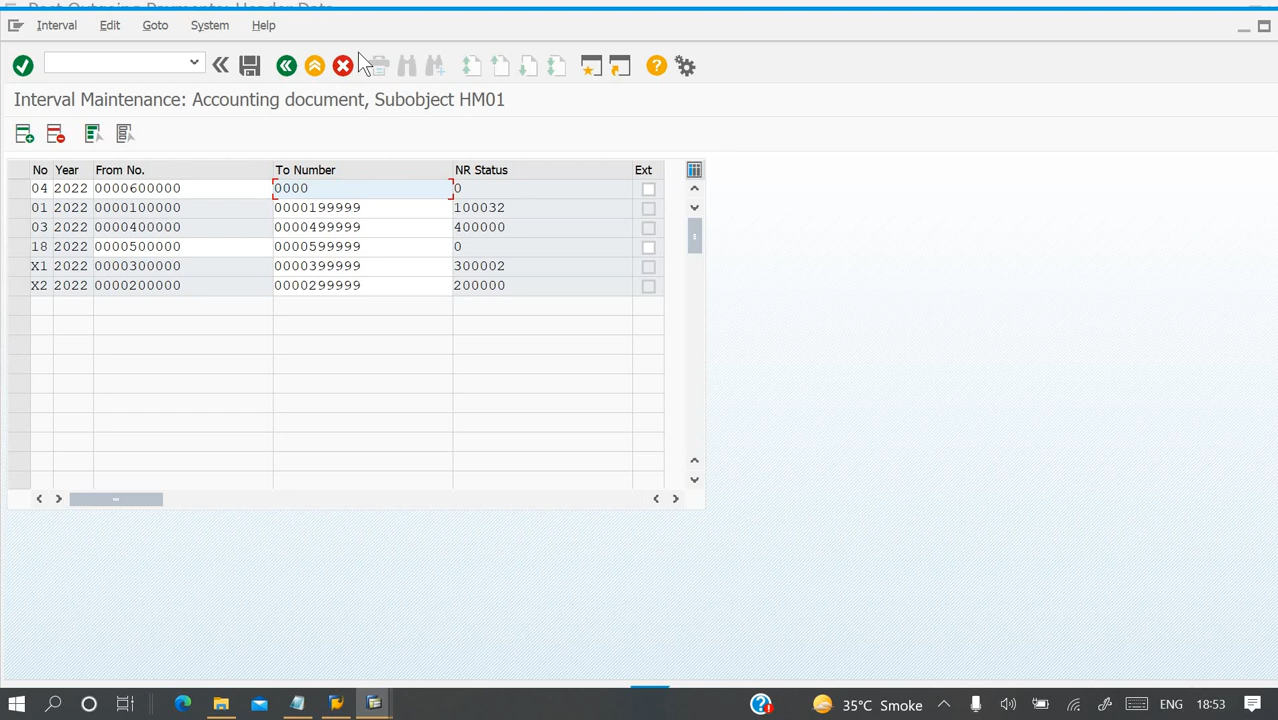 Interval Edit Goto System Help
Interval Maintenance: Accounting document, Subobject HM01
No Year From No. To Number NR Status Ext
04 2022 0000600000 0000 0
01 2022 0000100000 0000199999 100032
03 2022 0000400000 0000499999 400000
18 2022 0000500000 0000599999 0
X1 2022 0000300000 0000399999 300002
X2 2022 0000200000 0000299999 200000
35°C Smoke ENG 18:53